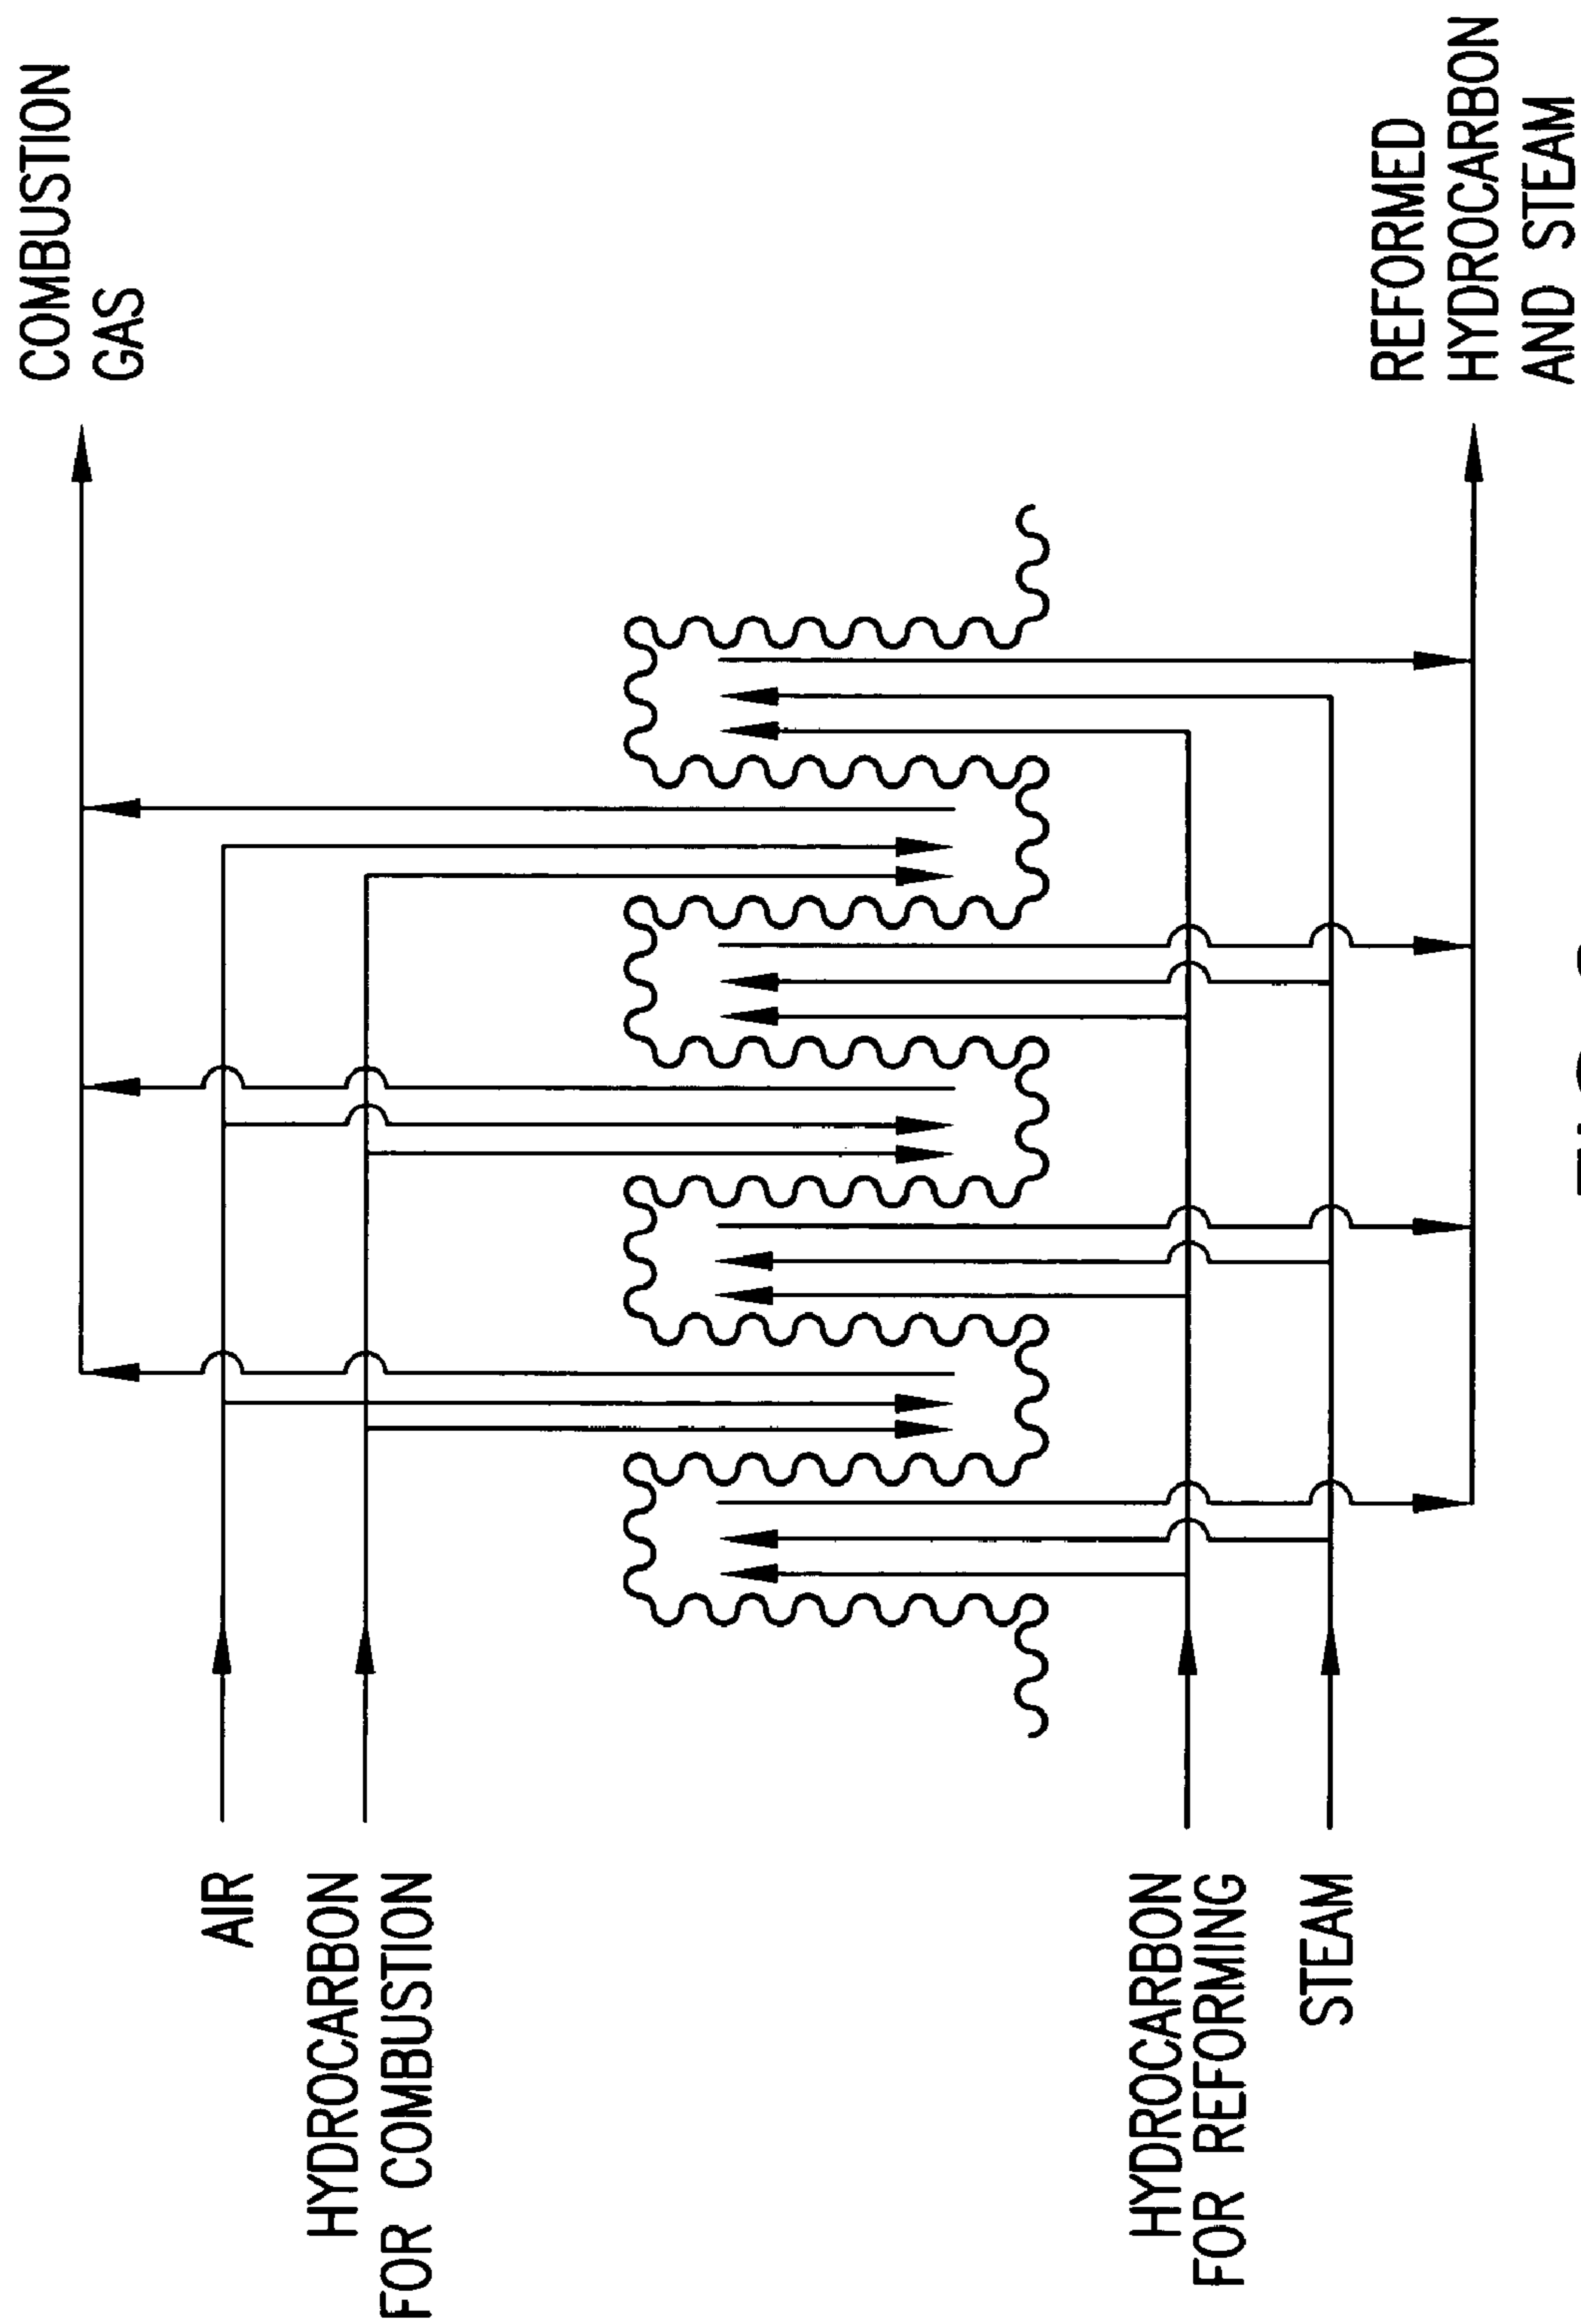 COMBUSTION
GAS
AIR
HYDROCARBON
FOR COMBUSTION
HYDROCARBON
FOR REFORMING
STEAM
REFORMED
HYDROCARBON
AND STEAM